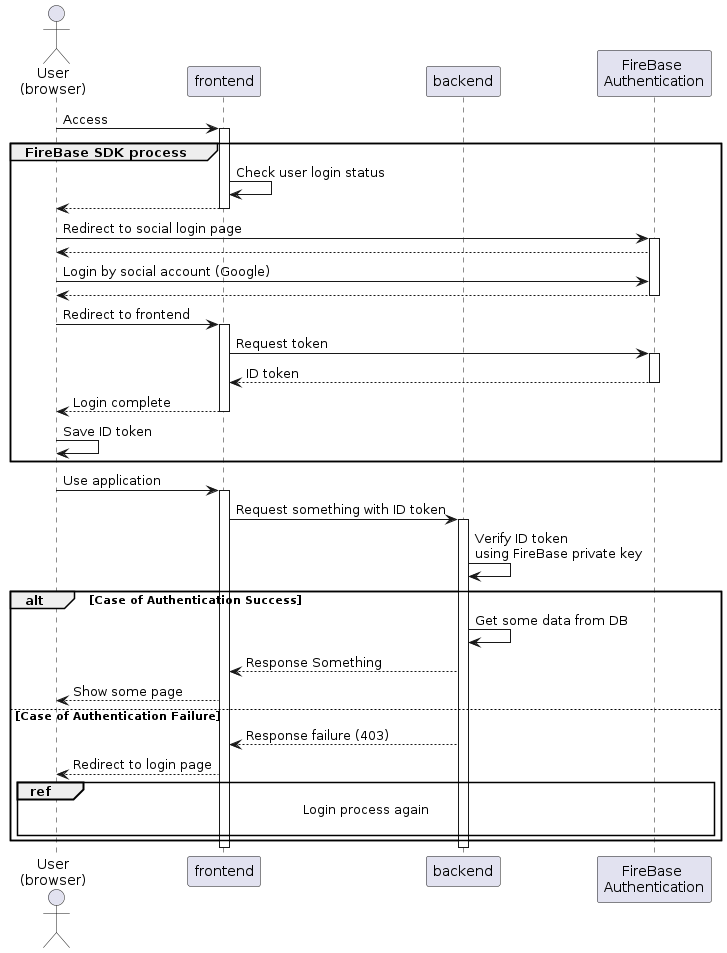 User
(browser)
frontend
backend
FireBase
Authentication
Access
FireBase SDK process
Check user login status
Redirect to social login page
Login by social account (Google)
Redirect to frontend
Request token
ID token
Login complete
Save ID token
Use application
Request something with ID token
Verify ID token
using FireBase private key
alt
[Case of Authentication Success]
Get some data from DB
Response Something
Show some page
[Case of Authentication Failure]
Response failure (403)
Redirect to login page
ref
Login process again
User
(browser)
frontend
backend
FireBase
Authentication